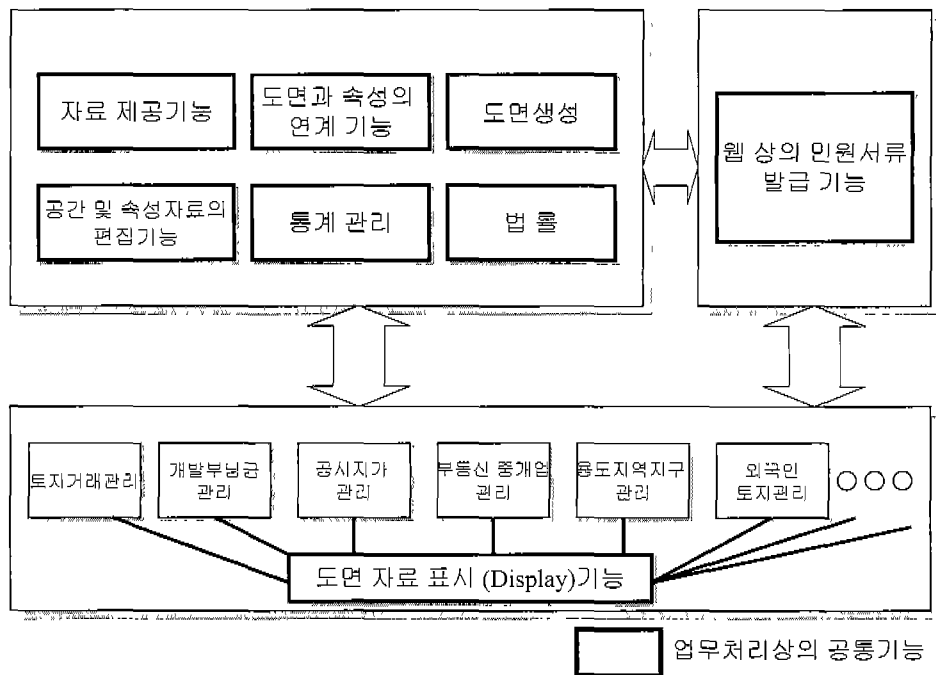 자료 제공기능
도면과 속성의
연계 기능
도면생성
공간 및 속성자료의
편집기능
통계 관리
법 률
웹 상의 민원서류
발급 기능
토지거래관리
개발부담금
관리
공시지가
관리
부동산 중개업
관리
용도지역지구
관리
외국인
토지관리
○○○
도면 자료 표시 (Display)기능
업무처리상의 공통기능